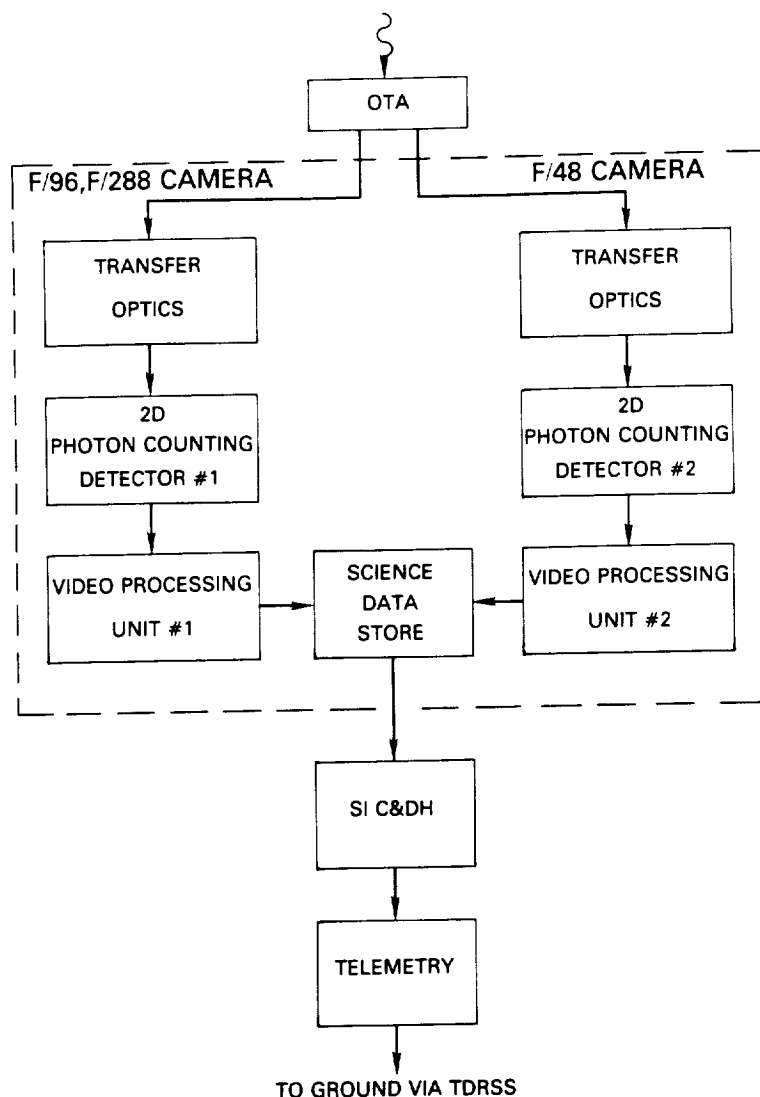 OTA
F/96,F/288 CAMERA
F/48 CAMERA
TRANSFER
OPTICS
TRANSFER
OPTICS
2D
PHOTON COUNTING
DETECTOR #1
2D
PHOTON COUNTING
DETECTOR #2
VIDEO PROCESSING
UNIT #1
SCIENCE
DATA
STORE
VIDEO PROCESSING
UNIT #2
SI C&DH
TELEMETRY
TO GROUND VIA TDRSS